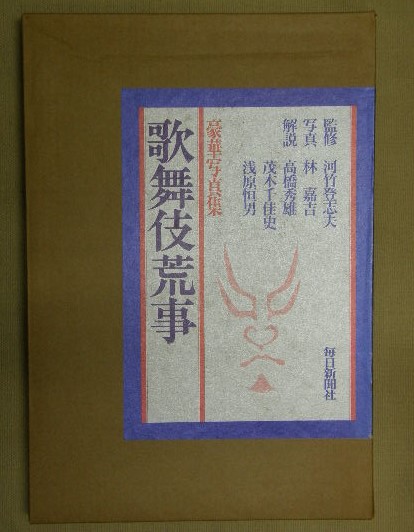 監修 河竹登志夫
写真 林 嘉吉
解説 高橋秀雄
茂木千佳史
浅原恒男
豪華写真集
歌舞伎荒事
毎日新聞社